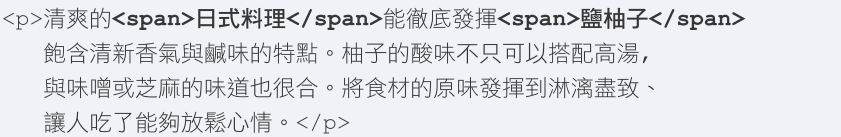 <p>清爽的<span>日式料理</span>能徹底發揮<span>鹽柚子</span>
飽含清新香氣與鹹味的特點。柚子的酸味不只可以搭配高湯,
與味噌或芝麻的味道也很合。將食材的原味發揮到淋漓盡致、
讓人吃了能夠放鬆心情。</p>